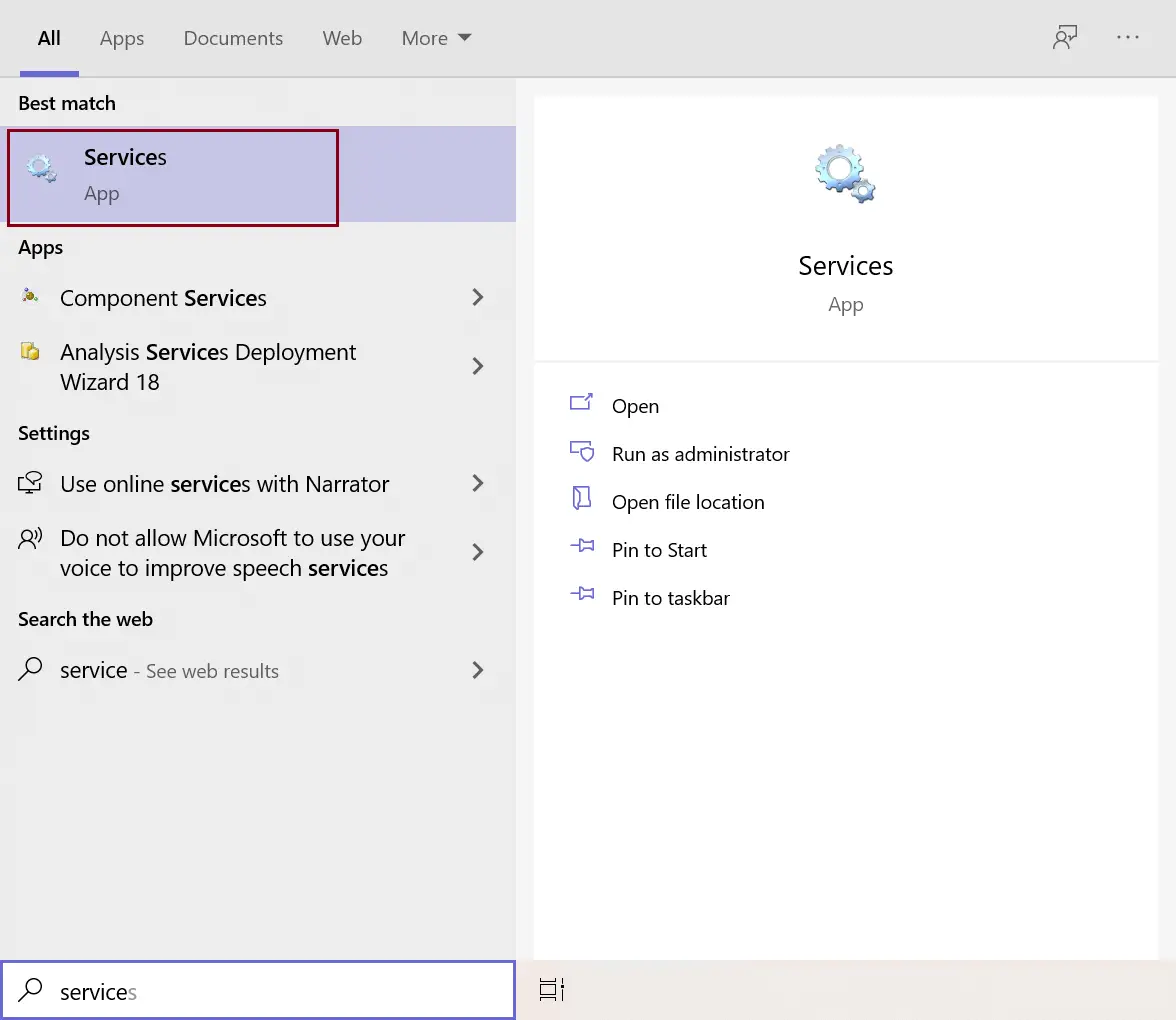 All
Apps
Documents
Web
More
Best match
Services
App
Apps
Component Services
Analysis Services Deployment
Wizard 18
Settings
Use online services with Narrator
Do not allow Microsoft to use your
voice to improve speech services
Search the web
service - See web results
services
Services
App
Open
Run as administrator
Open file location
Pin to Start
Pin to taskbar